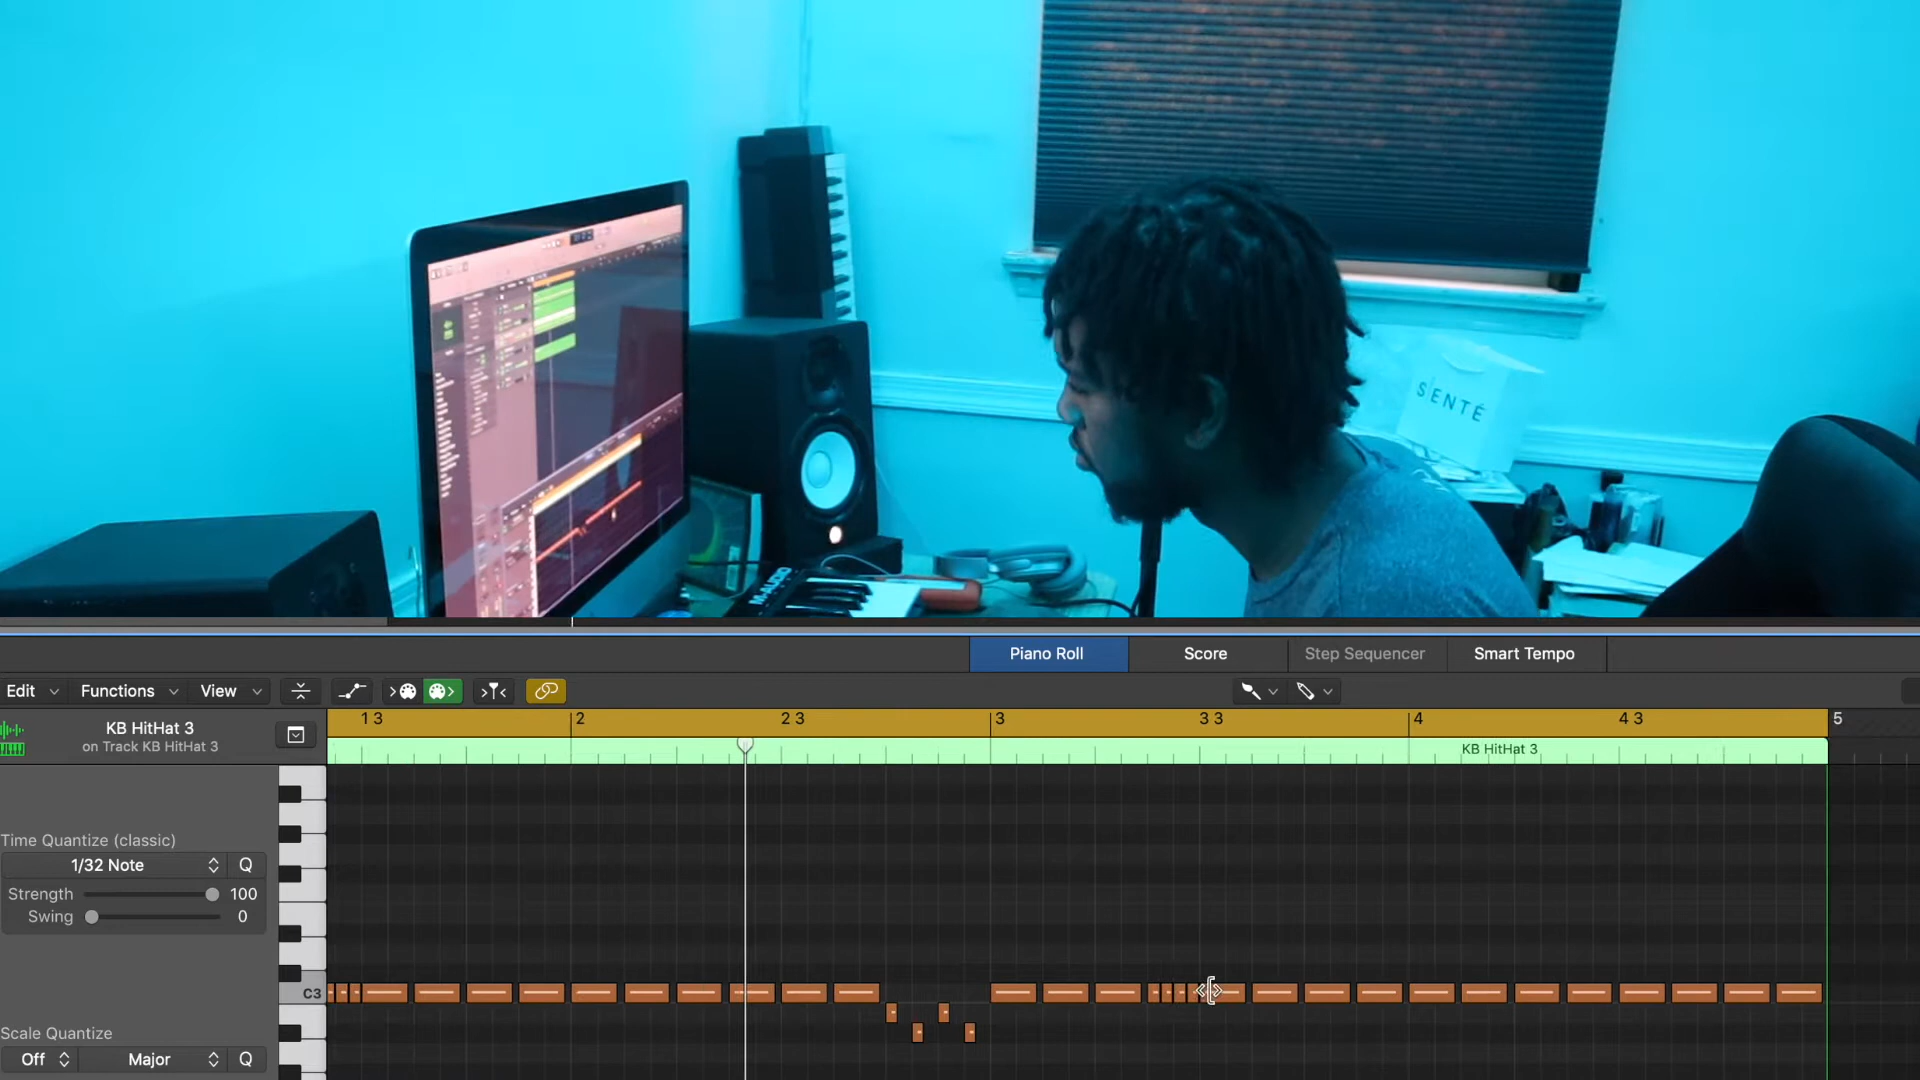 SENTÉ
M-AUDIO
Piano Roll
Score
Step Sequencer
Smart Tempo
Edit
Functions
View
KB HitHat 3
on Track KB HitHat 3
1 3
2
2 3
3
3 3
4
4 3
5
KB HitHat 3
Time Quantize (classic)
1/32 Note
Q
Strength
100
Swing
0
C3
Scale Quantize
Off
Major
Q